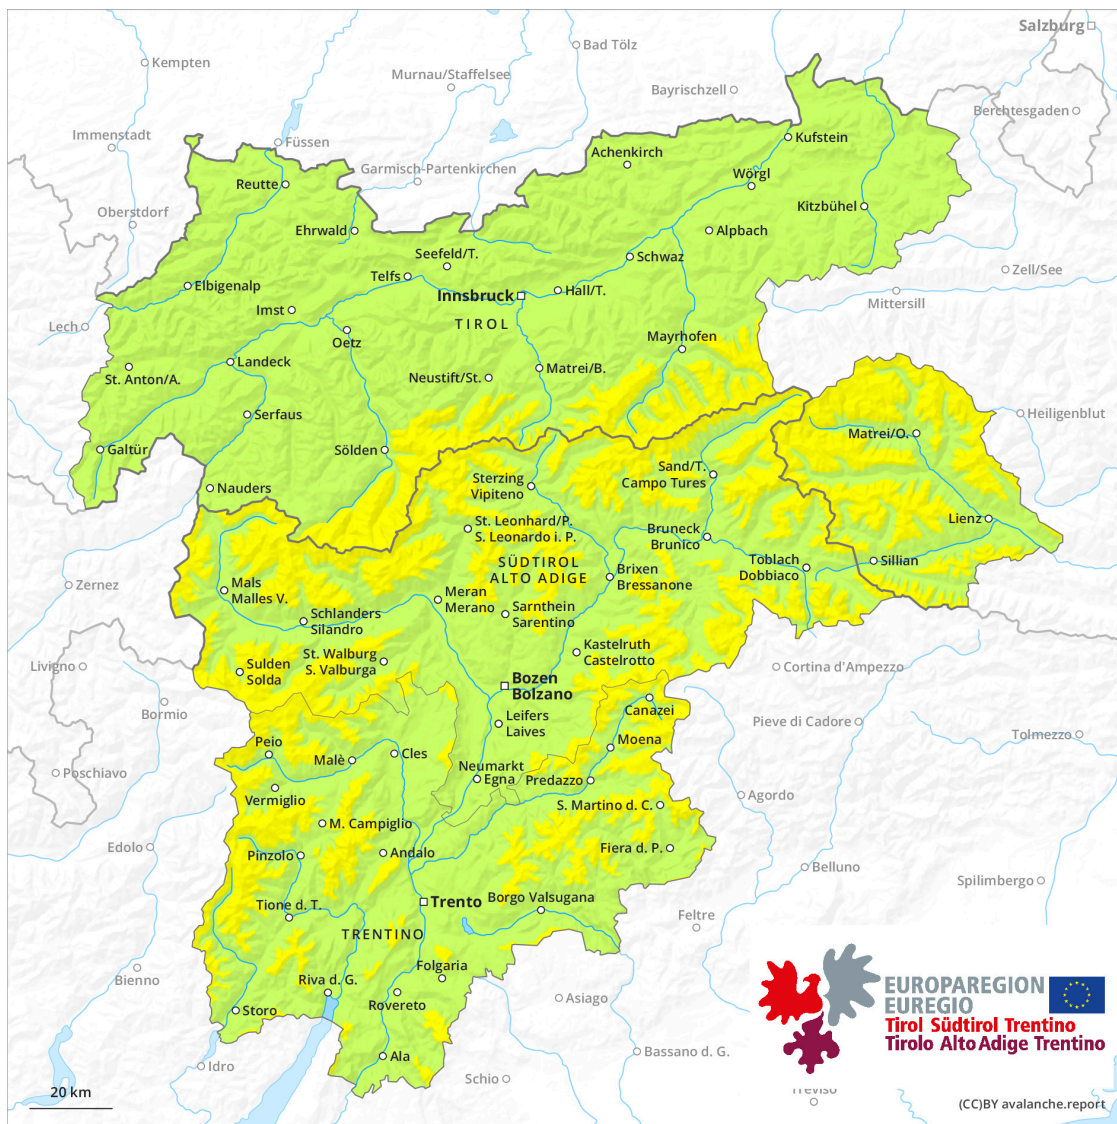 Salzburg
Bad Tölz
Kempten
Murnau/Staffelsee
Bayrischzell
Berchtesgaden
Immenstadt
Füssen
Kufstein
Achenkirch
Garmisch-Partenkirchen
Wörgl
Reutte
Kitzbühel
Oberstdorf
Ehrwald
Alpbach
Seefeld/T.
Schwaz
Zell/See
Telfs
Elbigenalp
Hall/T.
Innsbruck
Mittersill
Imst
TIROL
Lech
Oetz
Mayrhofen
Landeck
Matrei/B.
St. Anton/A.
Neustift/St.
Serfaus
Heiligenblut
Matrei/O.
Galtür
Sölden
Sand/T.
Campo Tures
Sterzing
Vipiteno
Nauders
Lienz
St. Leonhard/P.
S. Leonardo i. P.
Bruneck
Brunico
SÜDTIROL
ALTO ADIGE
Toblach
Dobbiaco
Sillian
Brixen
Bressanone
Zernez
Mals
Malles V.
Meran
Merano
Sarnthein
Sarentino
Schlanders
Silandro
Kastelruth
Castelrotto
St. Walburg
S. Valburga
Livigno
Sulden
Solda
Cortina d'Ampezzo
Bozen
Bolzano
Canazei
Bormio
Leifers
Laives
Pieve di Cadore
Tolmezzo
Moena
Peio
Cles
Malè
Neumarkt
Egna
Predazzo
Poschiavo
Vermiglio
Agordo
S. Martino d. C.
M. Campiglio
Edolo
Fiera d. P.
Andalo
Pinzolo
Belluno
Spilimbergo
Borgo Valsugana
Trento
Tione d. T.
Feltre
TRENTINO
Folgaria
Bienno
Riva d. G.
Rovereto
Asiago
Storo
EUROPAREGION
EUREGIO
Tirol Südtirol Trentino
Tirolo Alto Adige Trentino
Bassano d. G.
Ala
Idro
Schio
Treviso
20 km
(CC)BY avalanche.report